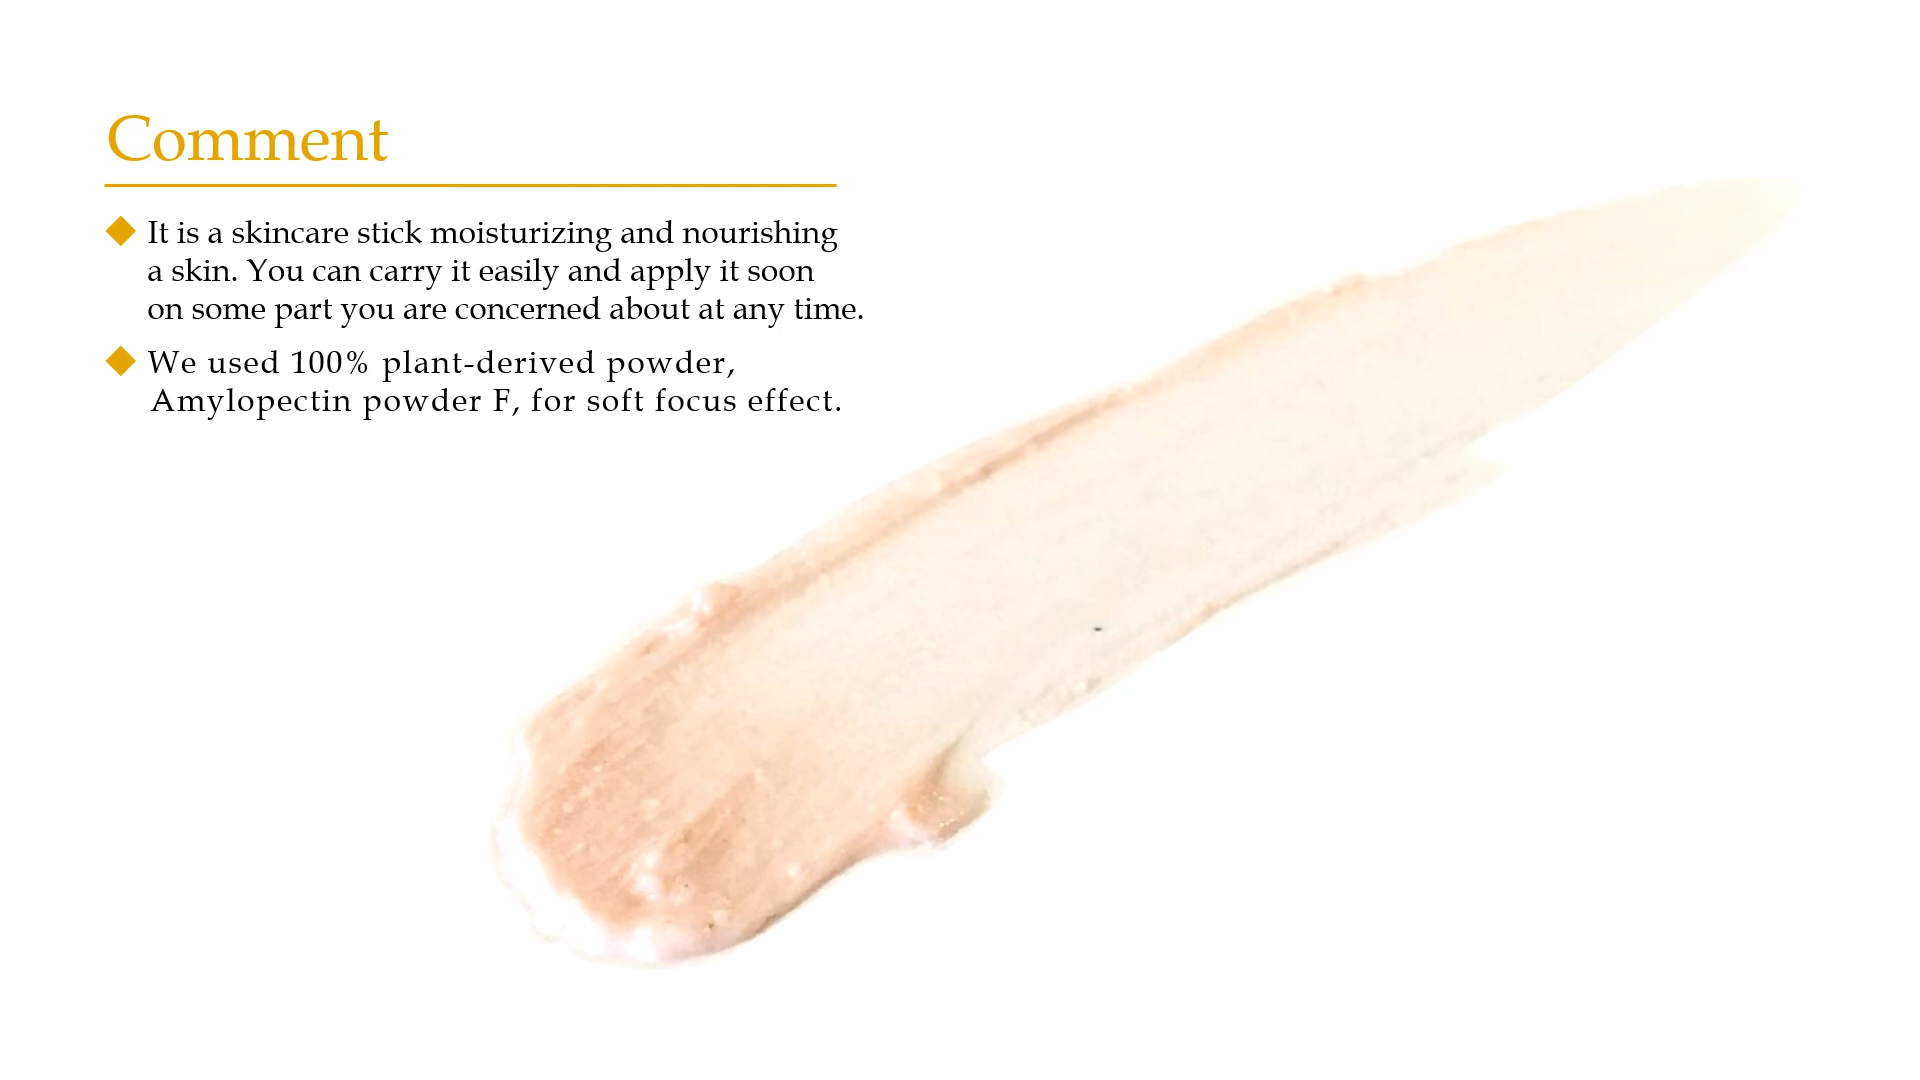 Comment
It is a skincare stick moisturizing and nourishing
a skin. You can carry it easily and apply it soon
on some part you are concerned about at any time.
We used 100% plant-derived powder,
Amylopectin powder F, for soft focus effect.